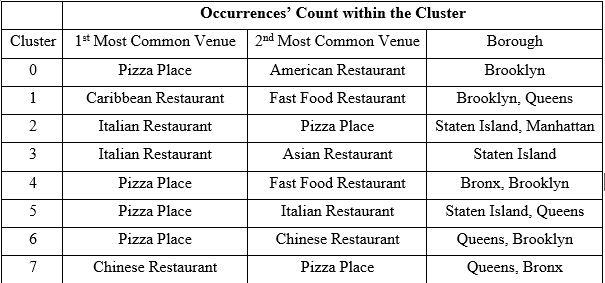 Occurrences’ Count within the Cluster
Cluster 1st Most Common Venue 2nd Most Common Venue Borough
0 Pizza Place American Restaurant Brooklyn
1 Caribbean Restaurant Fast Food Restaurant Brooklyn, Queens
2 Italian Restaurant Pizza Place Staten Island, Manhattan
3 Italian Restaurant Asian Restaurant Staten Island
4 Pizza Place Fast Food Restaurant Bronx, Brooklyn
5 Pizza Place Italian Restaurant Staten Island, Queens
6 Pizza Place Chinese Restaurant Queens, Brooklyn
7 Chinese Restaurant Pizza Place Queens, Bronx